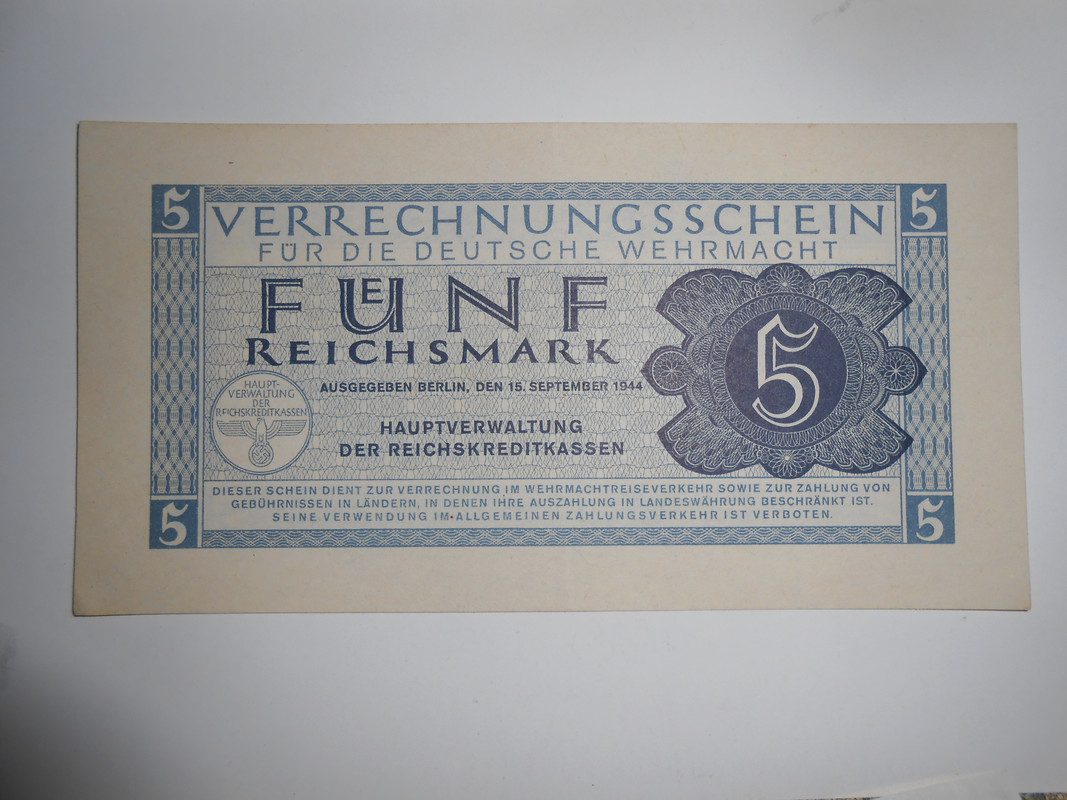 5 VERRECHNUNGSSCHEIN 5
FÜR DIE DEUTSCHE WEHRMACHT
FUENF
REICHSMARK
5
AUSGEGEBEN BERLIN, DEN 15. SEPTEMBER 1944
HAUPT-
VERWALTUNG
DER
REICHSKREDITKASSEN
HAUPTVERWALTUNG
DER REICHSKREDITKASSEN
DIESER SCHEIN DIENT ZUR VERRECHNUNG IM WEHRMACHTREISEVERKEHR SOWIE ZUR ZAHLUNG VON
GEBÜHRNISSEN IN LÄNDERN, IN DENEN IHRE AUSZAHLUNG IN LANDESWÄHRUNG BESCHRÄNKT IST.
SEINE VERWENDUNG IM ALLGEMEINEN ZAHLUNGSVERKEHR IST VERBOTEN.
5 5